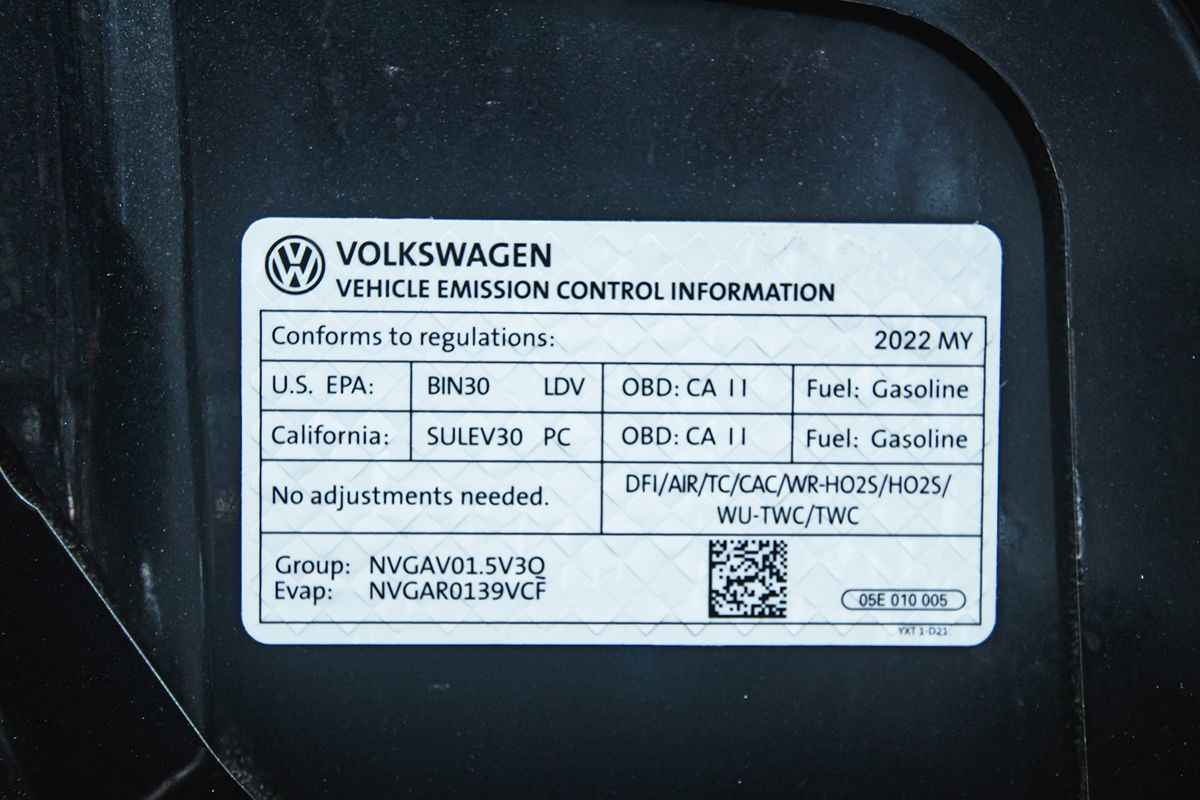 VOLKSWAGEN
VEHICLE EMISSION CONTROL INFORMATION
Conforms to regulations: 2022 MY
U.S. EPA: BIN30 LDV OBD: CA II Fuel: Gasoline
California: SULEV30 PC OBD: CA II Fuel: Gasoline
No adjustments needed. DFI/AIR/TC/CAC/WR-HO2S/HO2S/
WU-TWC/TWC
Group: NVGAV01.5V3Q
Evap: NVGAR0139VCF
05E 010 005
YXT 1-D21